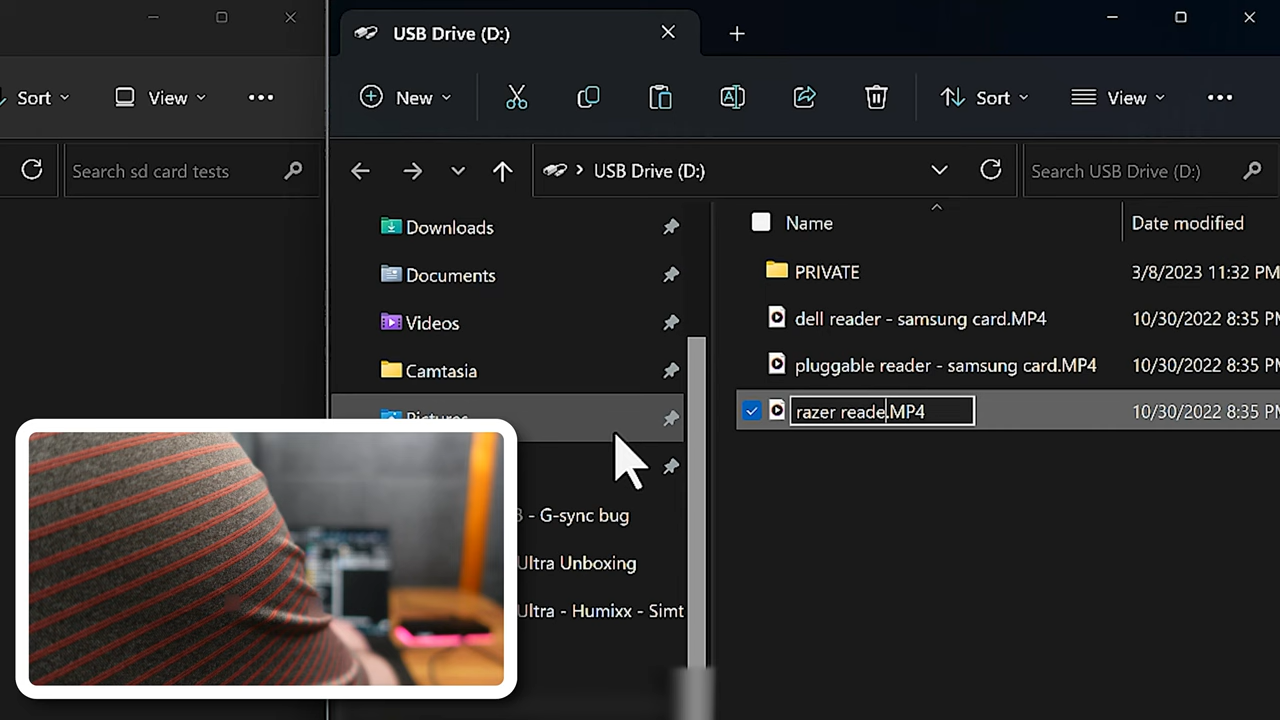 USB Drive (D:)
Sort
View
New
Sort
View
Search sd card tests
USB Drive (D:)
Search USB Drive (D:)
Downloads
Documents
Videos
Camtasia
Pictures
- G-sync bug
Ultra Unboxing
Ultra - Humixx - Simt
Name
Date modified
PRIVATE
3/8/2023 11:32 PM
dell reader - samsung card.MP4
10/30/2022 8:35 PM
pluggable reader - samsung card.MP4
10/30/2022 8:35 PM
razer reade.MP4
10/30/2022 8:35 PM